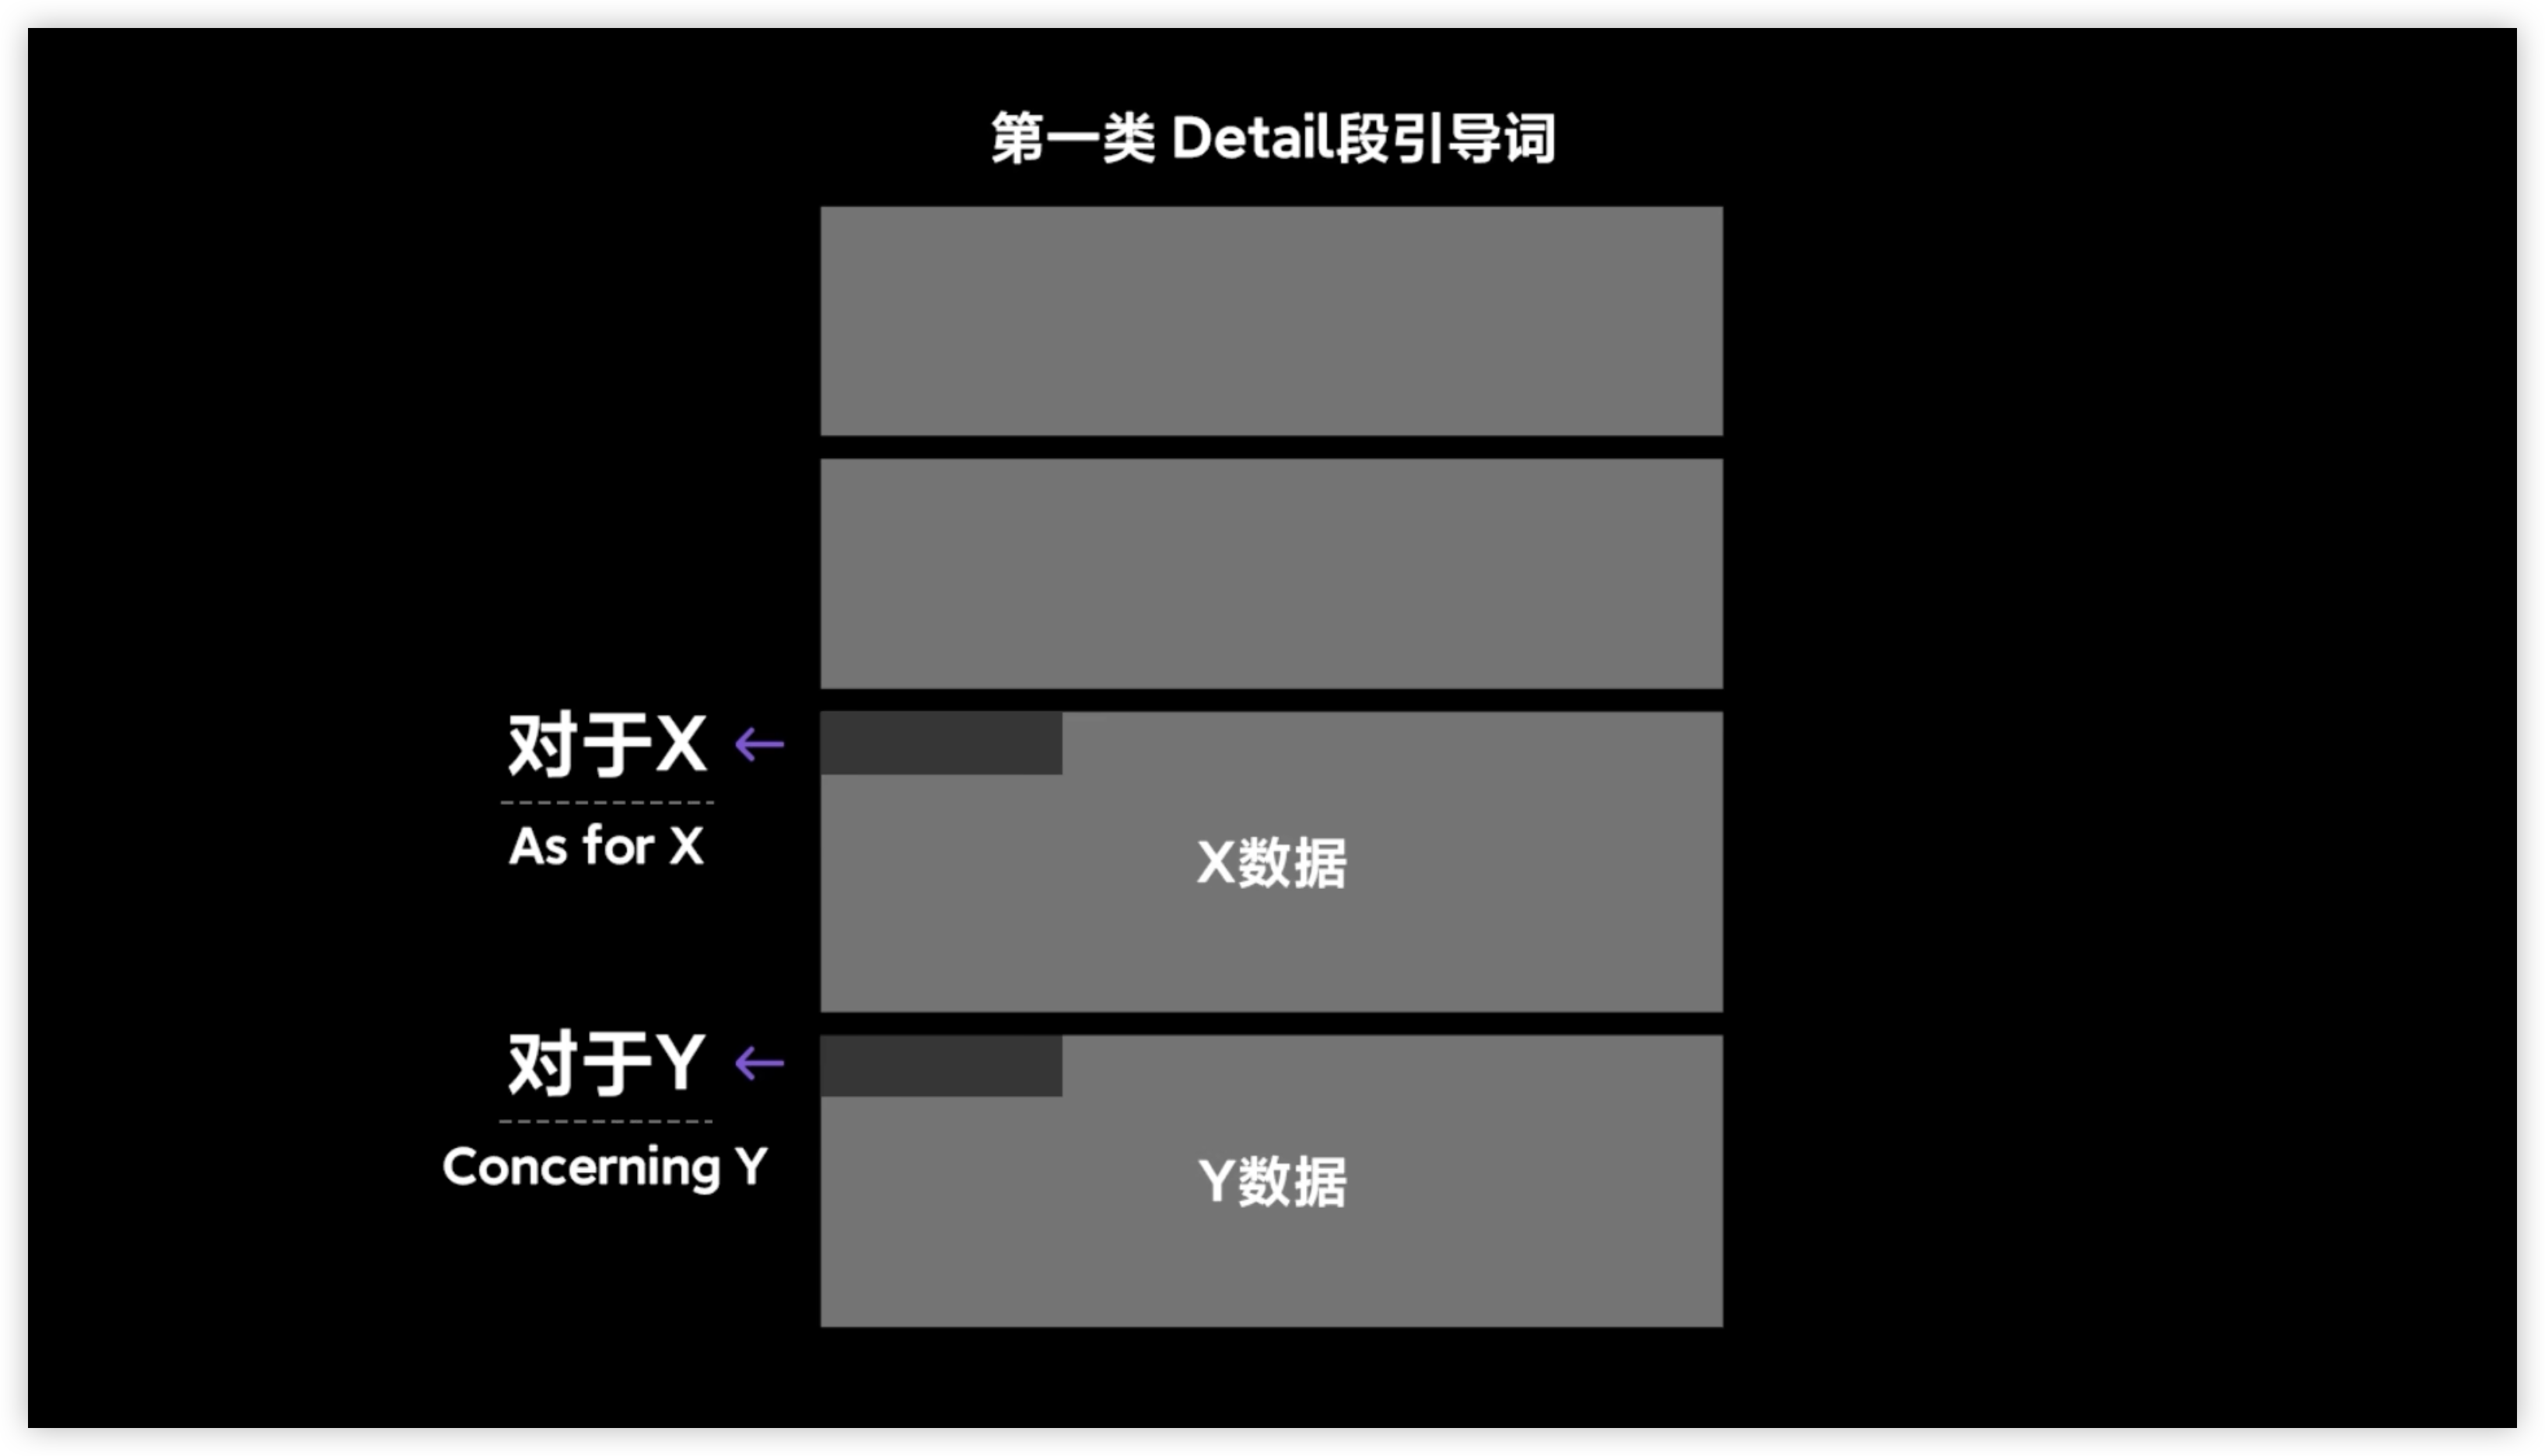 第一类 Detail段引导词
对于X
As for X
X数据
对于Y
Concerning Y
Y数据